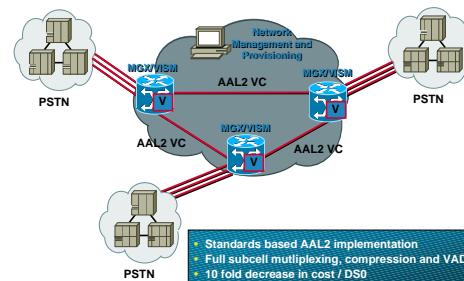 Network
Management and
Provisioning
MGX/VISM
AAL2 VC
MGX/VISM
V
V
PSTN
PSTN
MGX/VISM
AAL2 VC
AAL2 VC
V
PSTN
• Standards based AAL2 implementation
• Full subcell mutliplexing, compression and VAD
• 10 fold decrease in cost / DS0